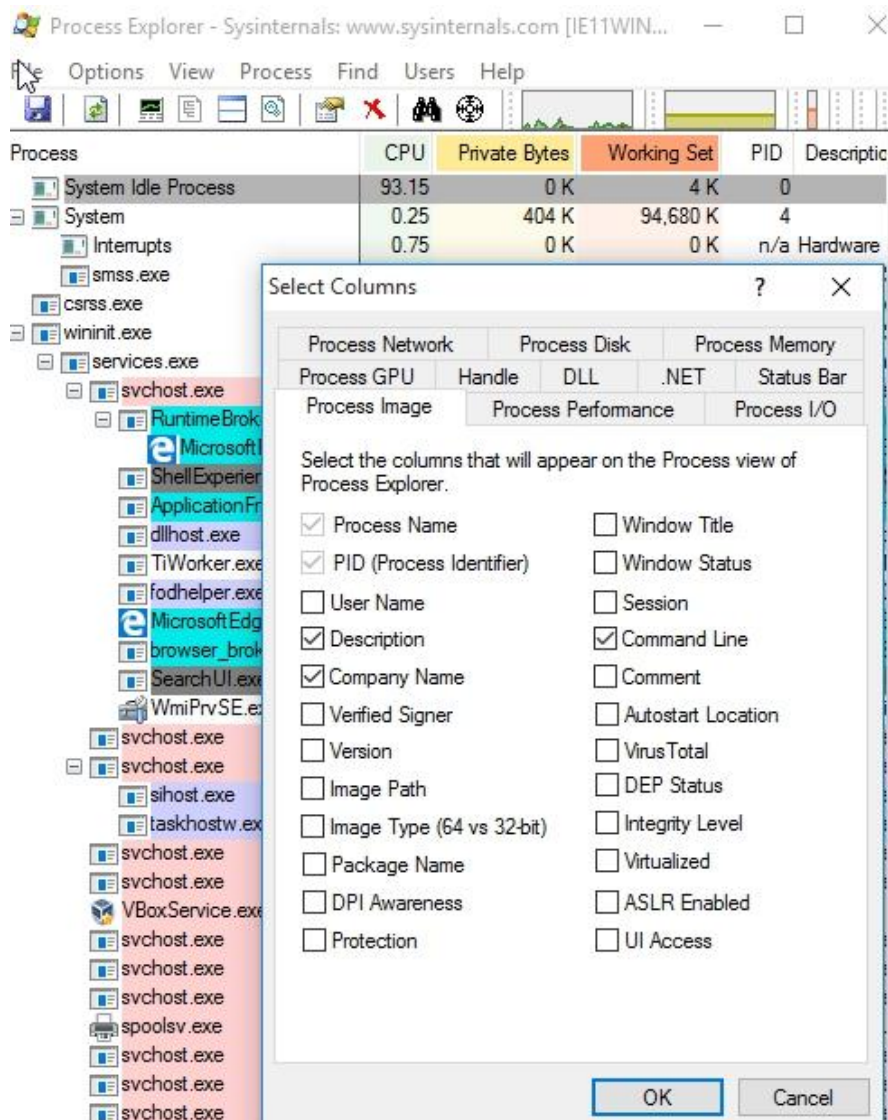 Process Explorer - Sysinternals: www.sysinternals.com [IE11WIN...
File Options View Process Find Users Help
Process CPU Private Bytes Working Set PID Descriptic
System Idle Process 93.15 0 K 4 K 0
System 0.25 404 K 94,680 K 4
Interrupts 0.75 0 K 0 K n/a Hardware
smss.exe
csrss.exe
wininit.exe
services.exe
svchost.exe
RuntimeBrok
Microsoft
ShellExperien
ApplicationFr
dllhost.exe
TiWorker.exe
fodhelper.exe
MicrosoftEdg
browser_brok
SearchUI.exe
WmiPrvSE.ex
svchost.exe
svchost.exe
sihost.exe
taskhostw.ex
svchost.exe
svchost.exe
VBoxService.exe
svchost.exe
svchost.exe
svchost.exe
spoolsv.exe
svchost.exe
svchost.exe
svchost.exe
Select Columns ?
Process Network Process Disk Process Memory
Process GPU Handle DLL .NET Status Bar
Process Image Process Performance Process I/O
Select the columns that will appear on the Process view of
Process Explorer.
Process Name Window Title
PID (Process Identifier) Window Status
User Name Session
Description Command Line
Company Name Comment
Verified Signer Autostart Location
Version VirusTotal
Image Path DEP Status
Image Type (64 vs 32-bit) Integrity Level
Package Name Virtualized
DPI Awareness ASLR Enabled
Protection UI Access
OK Cancel